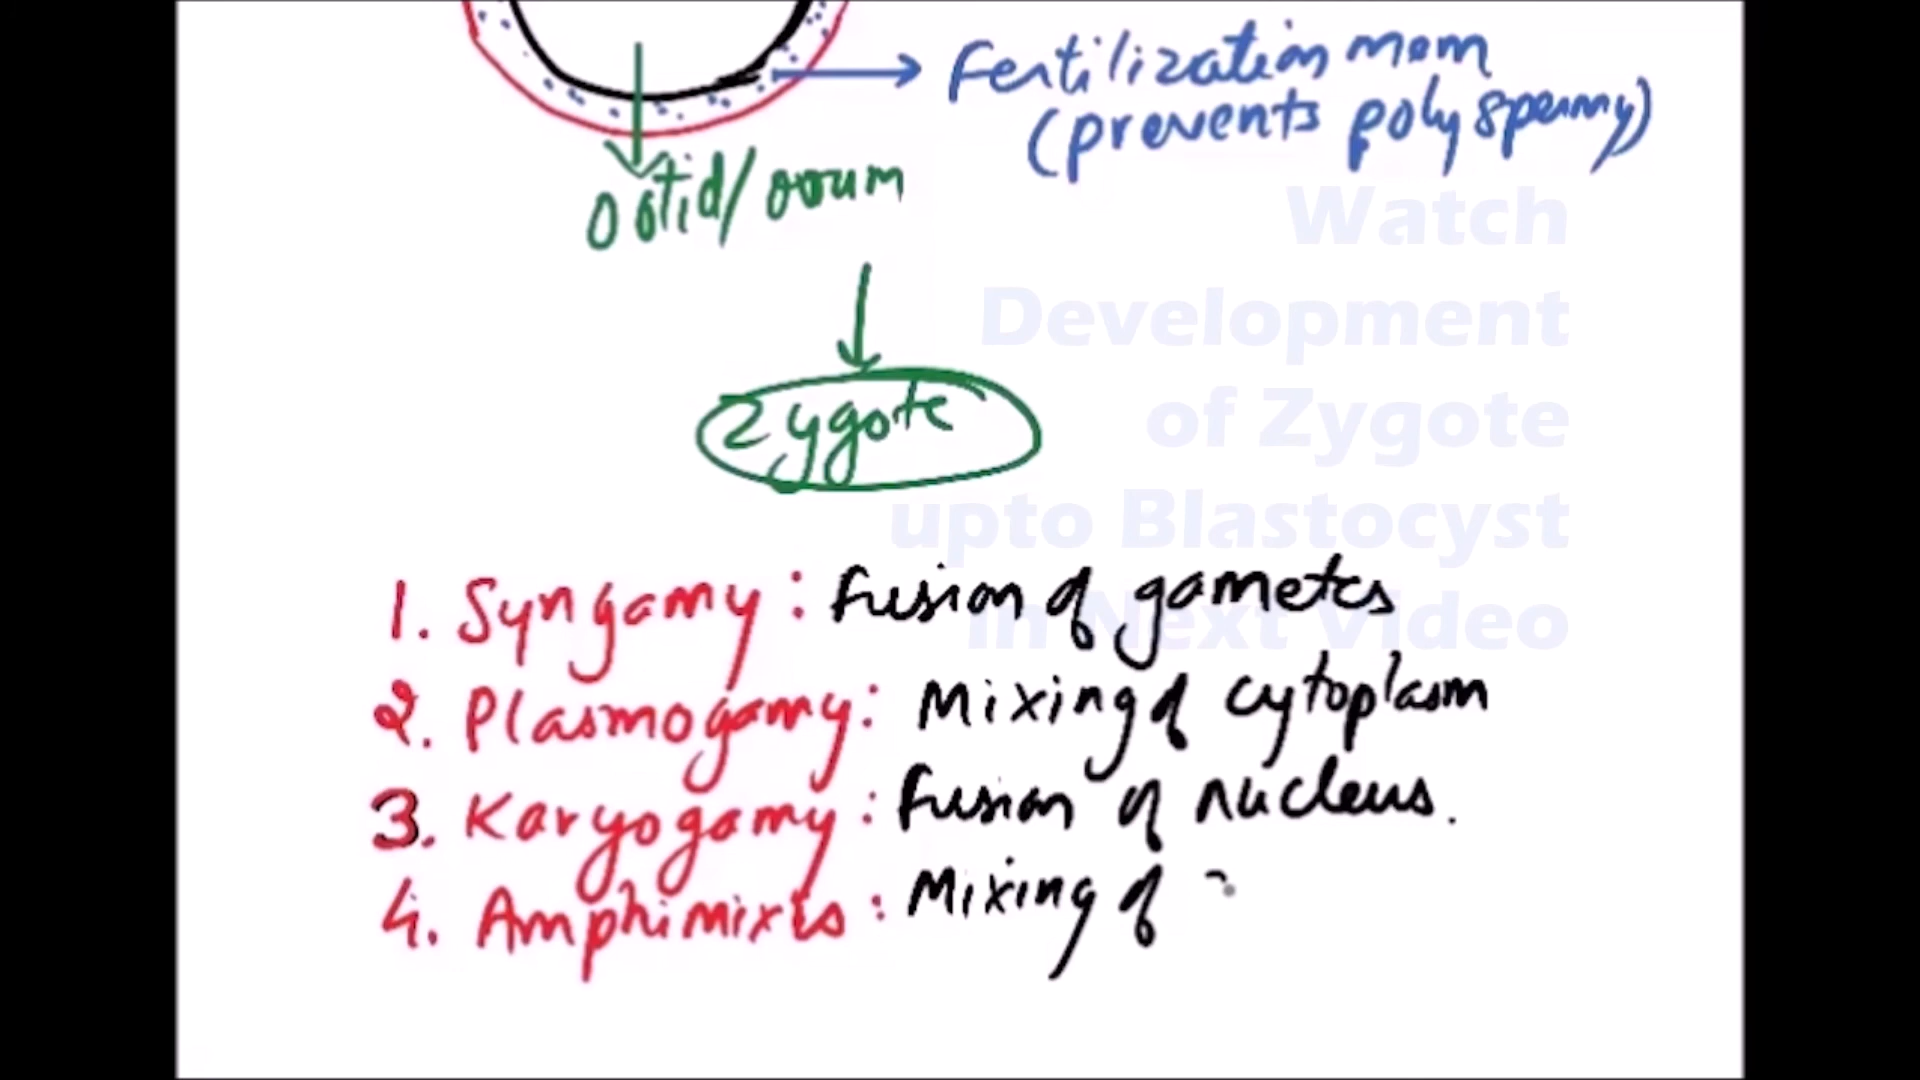 Fertilization mem
(prevents polyspermy)
Ootid/ovum
Zygote
Watch
Development
of Zygote
upto Blastocyst
in Next Video
1. Syngamy : Fusion of gametes
2. Plasmogamy : Mixing of cytoplasm
3. Karyogamy : Fusion of nucleus.
4. Amphimixis : Mixing of